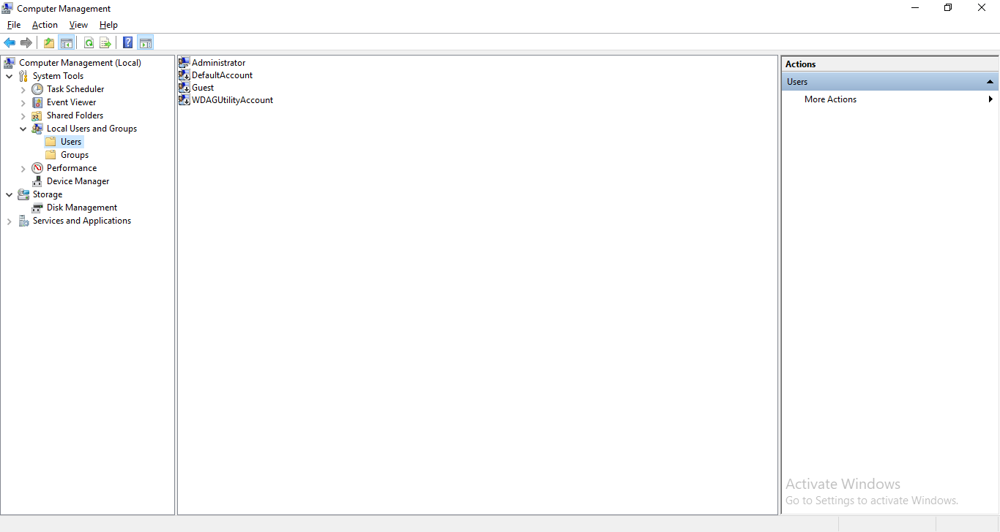 Computer Management
File Action View Help
Computer Management (Local)
System Tools
Task Scheduler
Event Viewer
Shared Folders
Local Users and Groups
Users
Groups
Performance
Device Manager
Storage
Disk Management
Services and Applications
Administrator
DefaultAccount
Guest
WDAGUtilityAccount
Actions
Users
More Actions
Activate Windows
Go to Settings to activate Windows.